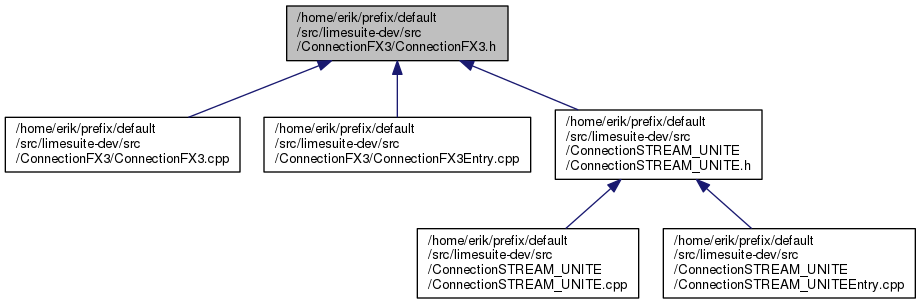 /home/erik/prefix/default
/src/limesuite-dev/src
/ConnectionFX3/ConnectionFX3.h
/home/erik/prefix/default
/src/limesuite-dev/src
/ConnectionFX3/ConnectionFX3.cpp
/home/erik/prefix/default
/src/limesuite-dev/src
/ConnectionFX3/ConnectionFX3Entry.cpp
/home/erik/prefix/default
/src/limesuite-dev/src
/ConnectionSTREAM_UNITE
/ConnectionSTREAM_UNITE.h
/home/erik/prefix/default
/src/limesuite-dev/src
/ConnectionSTREAM_UNITE
/ConnectionSTREAM_UNITE.cpp
/home/erik/prefix/default
/src/limesuite-dev/src
/ConnectionSTREAM_UNITE
/ConnectionSTREAM_UNITEEntry.cpp